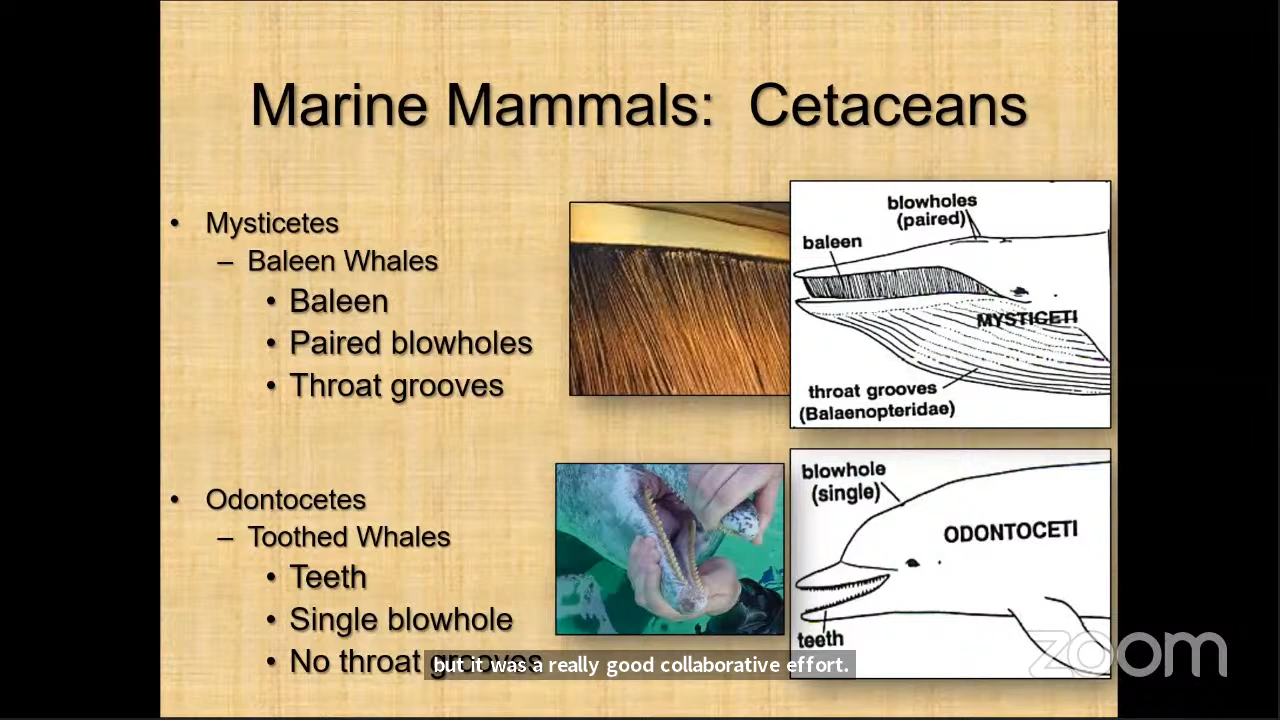 Marine Mammals: Cetaceans
• Mysticetes
– Baleen Whales
• Baleen
• Paired blowholes
• Throat grooves
blowholes
(paired)
baleen
MYSTICETI
throat grooves
(Balaenopteridae)
• Odontocetes
– Toothed Whales
• Teeth
• Single blowhole
• No throat grooves
blowhole
(single)
ODONTOCETI
teeth
but it was a really good collaborative effort.
zoom